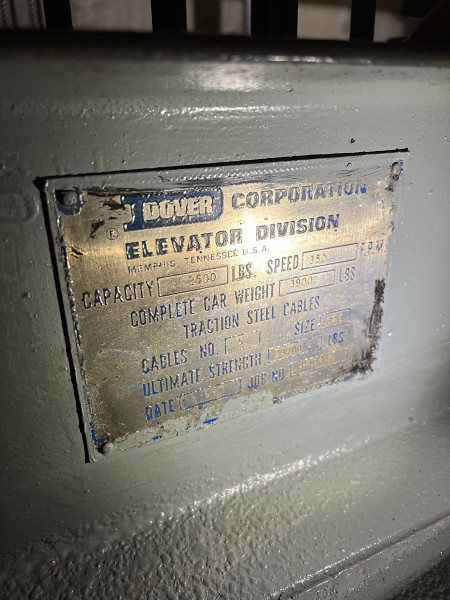 DOVER CORPORATION
®
ELEVATOR DIVISION
MEMPHIS, TENNESSEE U.S.A.
CAPACITY 2500 LBS. SPEED 350 F.P.M.
COMPLETE CAR WEIGHT 3900 LBS
TRACTION STEEL CABLES
CABLES NO. 5 SIZE
ULTIMATE STRENGTH LBS.
DATE JOB NO